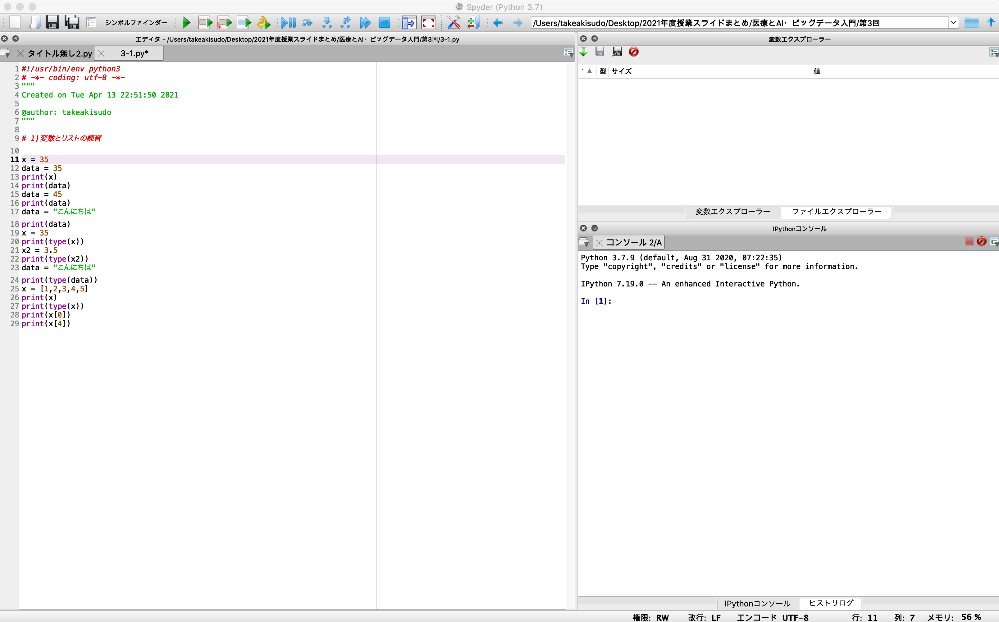 Spyder (Python 3.7)
シンボルファインダー
/Users/takeakisudo/Desktop/2021年度授業スライドまとめ/医療とAI・ビッグデータ入門/第3回
エディタ - /Users/takeakisudo/Desktop/2021年度授業スライドまとめ/医療とAI・ビッグデータ入門/第3回/3-1.py
タイトル無し2.py
3-1.py*
1 #!/usr/bin/env python3
2 # -*- coding: utf-8 -*-
3 """
4 Created on Tue Apr 13 22:51:50 2021
5
6 @author: takeakisudo
7 """
8
9 # 1)変数とリストの練習
10
11 x = 35
12 data = 35
13 print(x)
14 print(data)
15 data = 45
16 print(data)
17 data = "こんにちは"
18 print(data)
19 x = 35
20 print(type(x))
21 x2 = 3.5
22 print(type(x2))
23 data = "こんにちは"
24 print(type(data))
25 x = [1,2,3,4,5]
26 print(x)
27 print(type(x))
28 print(x[0])
29 print(x[4])
変数エクスプローラー
型 サイズ 値
変数エクスプローラー ファイルエクスプローラー
IPythonコンソール
コンソール 2/A
Python 3.7.9 (default, Aug 31 2020, 07:22:35)
Type "copyright", "credits" or "license" for more information.
IPython 7.19.0 -- An enhanced Interactive Python.
In [1]:
IPythonコンソール ヒストリログ
権限: RW 改行: LF エンコード UTF-8 行: 11 列: 7 メモリ: 56 %